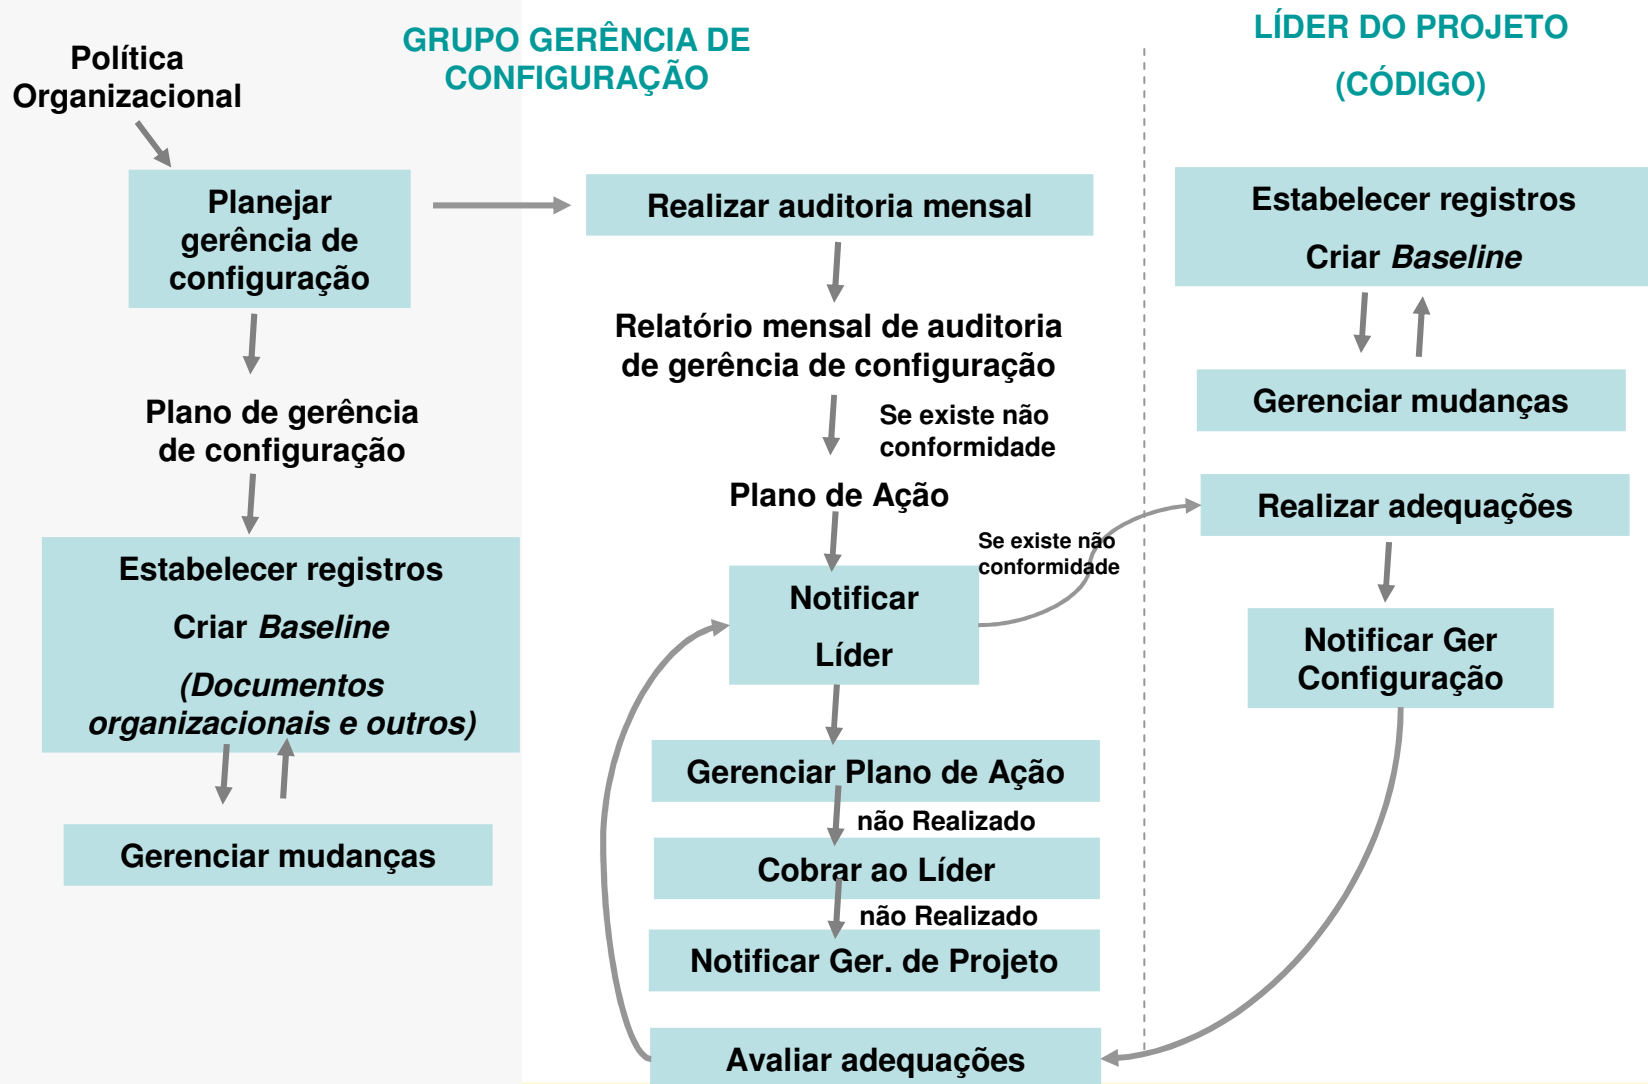 Política
Organizacional
GRUPO GERÊNCIA DE
CONFIGURAÇÃO
LÍDER DO PROJETO
(CÓDIGO)
Planejar
gerência de
configuração
Plano de gerência
de configuração
Estabelecer registros
Criar Baseline
(Documentos
organizacionais e outros)
Gerenciar mudanças
Realizar auditoria mensal
Relatório mensal de auditoria
de gerência de configuração
Se existe não
conformidade
Plano de Ação
Notificar
Líder
Se existe não
conformidade
Gerenciar Plano de Ação
não Realizado
Cobrar ao Líder
não Realizado
Notificar Ger. de Projeto
Avaliar adequações
Estabelecer registros
Criar Baseline
Gerenciar mudanças
Realizar adequações
Notificar Ger
Configuração